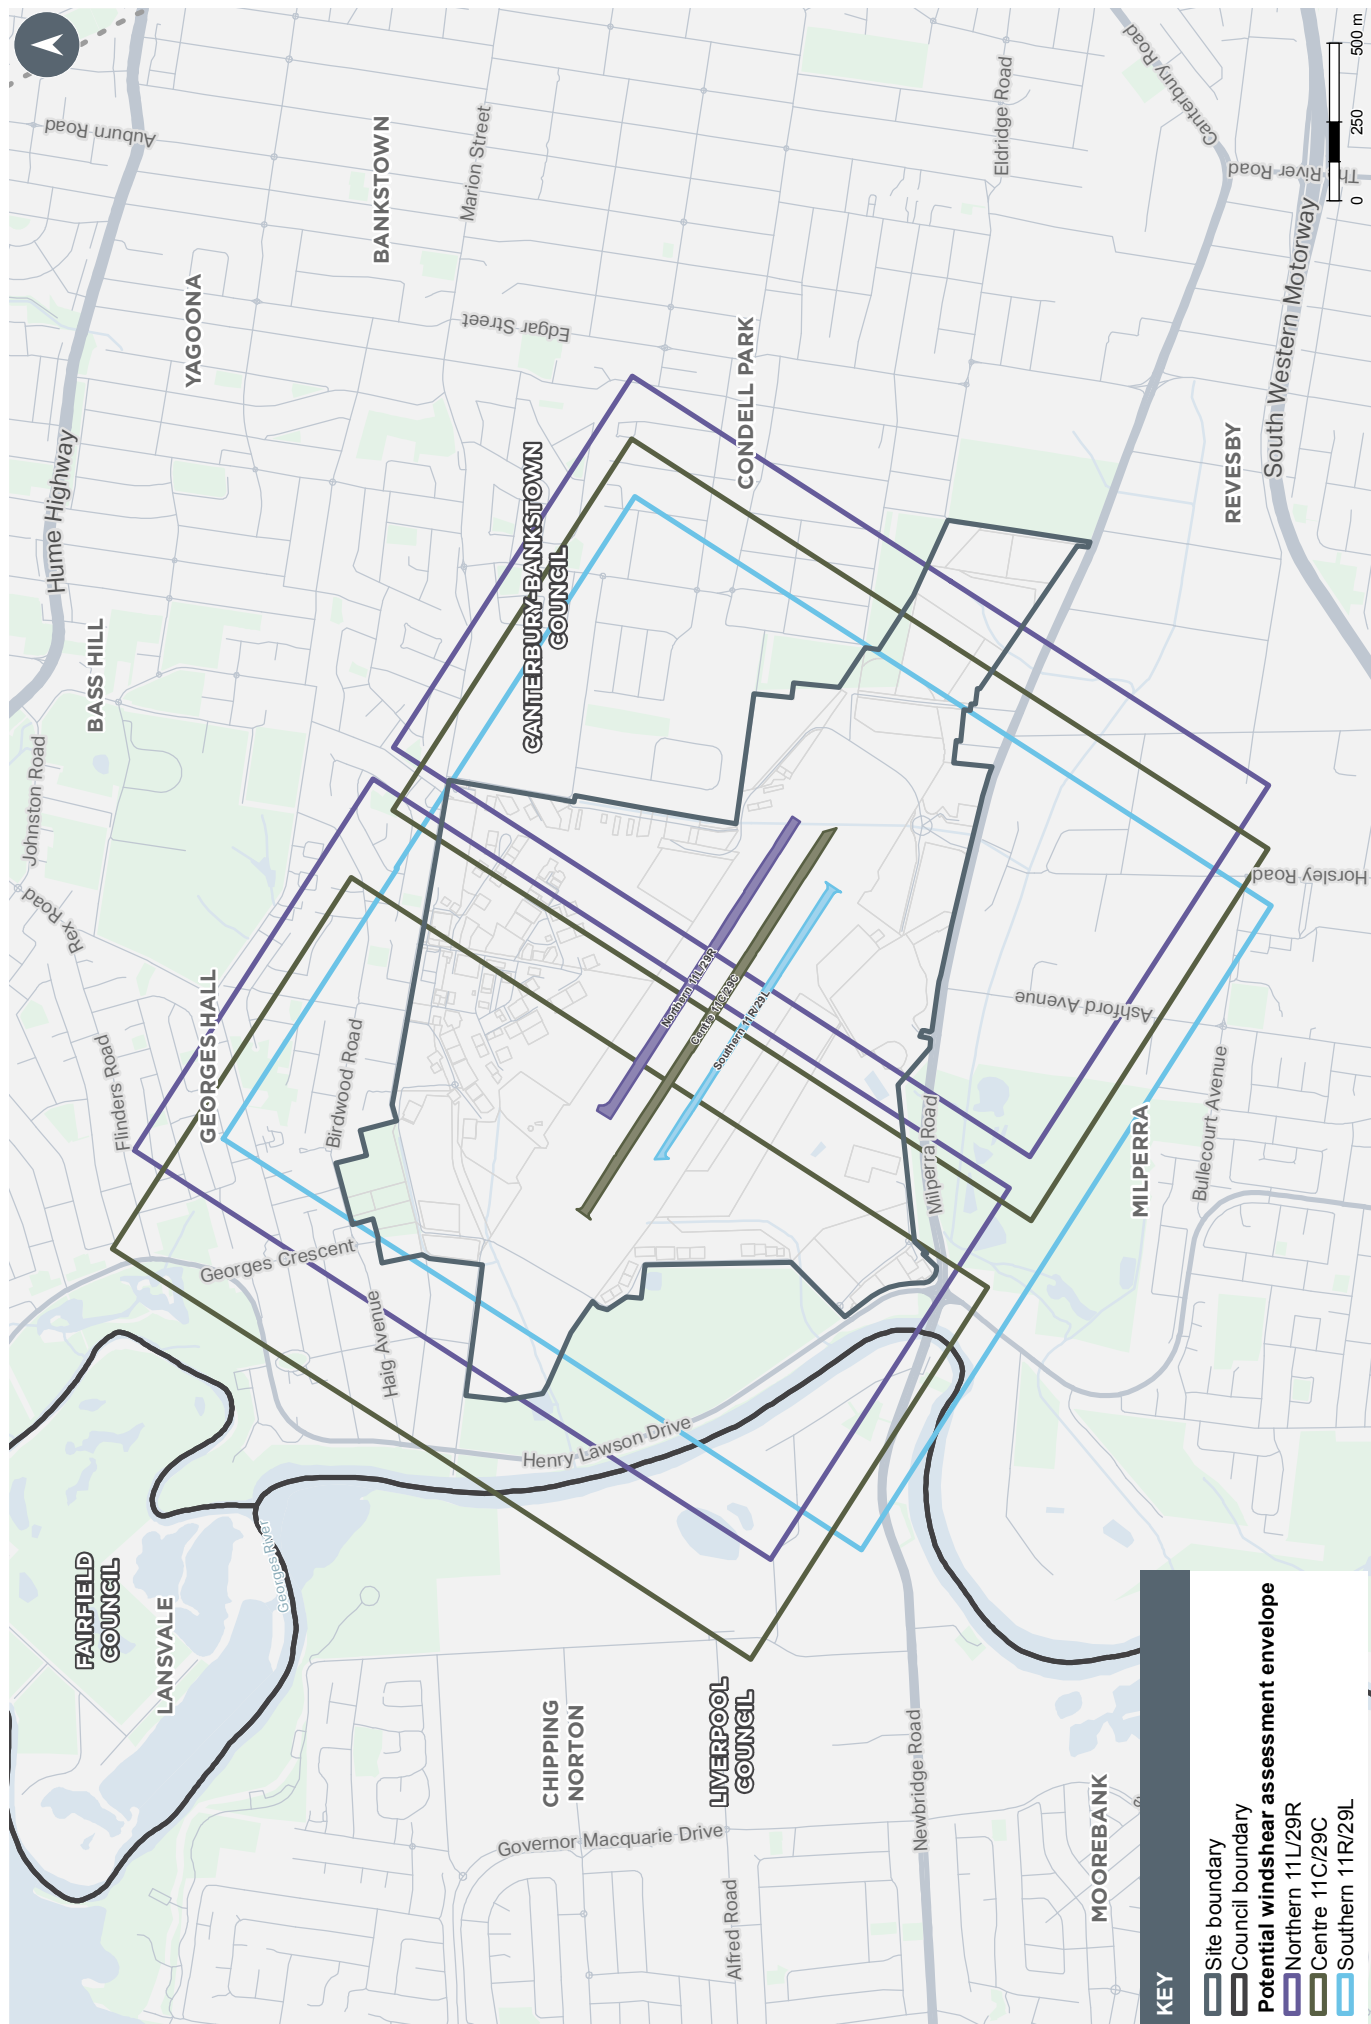 FAIRFIELD
COUNCIL
LANSVALE
Georges River
CHIPPING
NORTON
LIVERPOOL
COUNCIL
Governor Macquarie Drive
Alfred Road
Newbridge Road
MOOREBANK
Flinders Road
GEORGES HALL
Georges Crescent
Haig Avenue
Birdwood Road
Henry Lawson Drive
Rex Road
Johnston Road
BASS HILL
Hume Highway
YAGOONA
Auburn Road
BANKSTOWN
Marion Street
Edgar Street
CANTERBURY-BANKSTOWN
COUNCIL
CONDELL PARK
Eldridge Road
Canterbury Road
The River Road
South Western Motorway
REVESBY
Northern 11L/29R
Centre 11C/29C
Southern 11R/29L
Milperra Road
Ashford Avenue
Horsley Road
MILPERRA
Bullecourt Avenue
KEY
Site boundary
Council boundary
Potential windshear assessment envelope
Northern 11L/29R
Centre 11C/29C
Southern 11R/29L
0 250 500 m